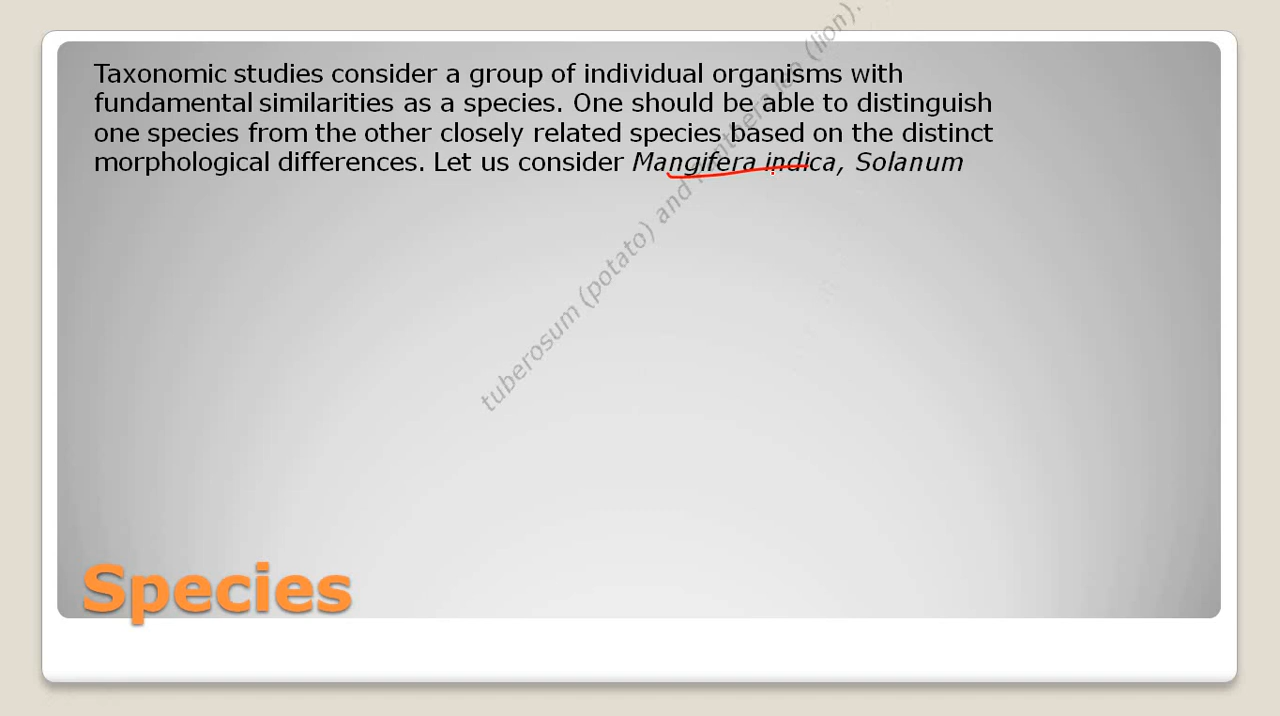 Taxonomic studies consider a group of individual organisms with
fundamental similarities as a species. One should be able to distinguish
one species from the other closely related species based on the distinct
morphological differences. Let us consider Mangifera indica, Solanum
tuberosum (potato) and Panthera leo (lion).
Species